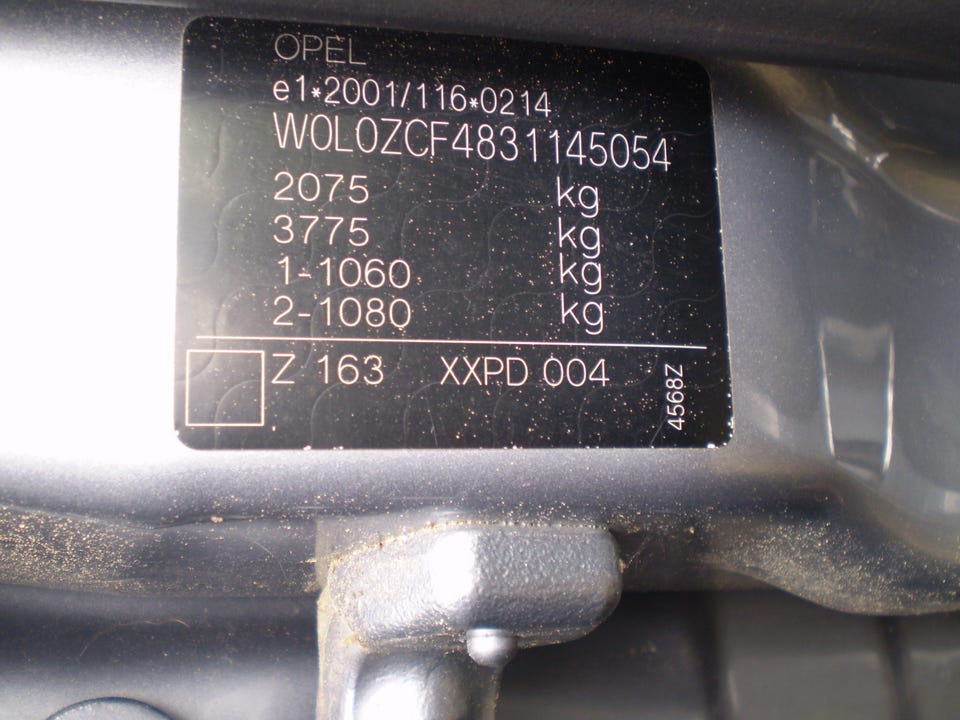 OPEL
e1*2001/116*0214
W0L0ZCF4831145054
2075 kg
3775 kg
1-1060 kg
2-1080 kg
Z 163 XXPD 004
4568Z